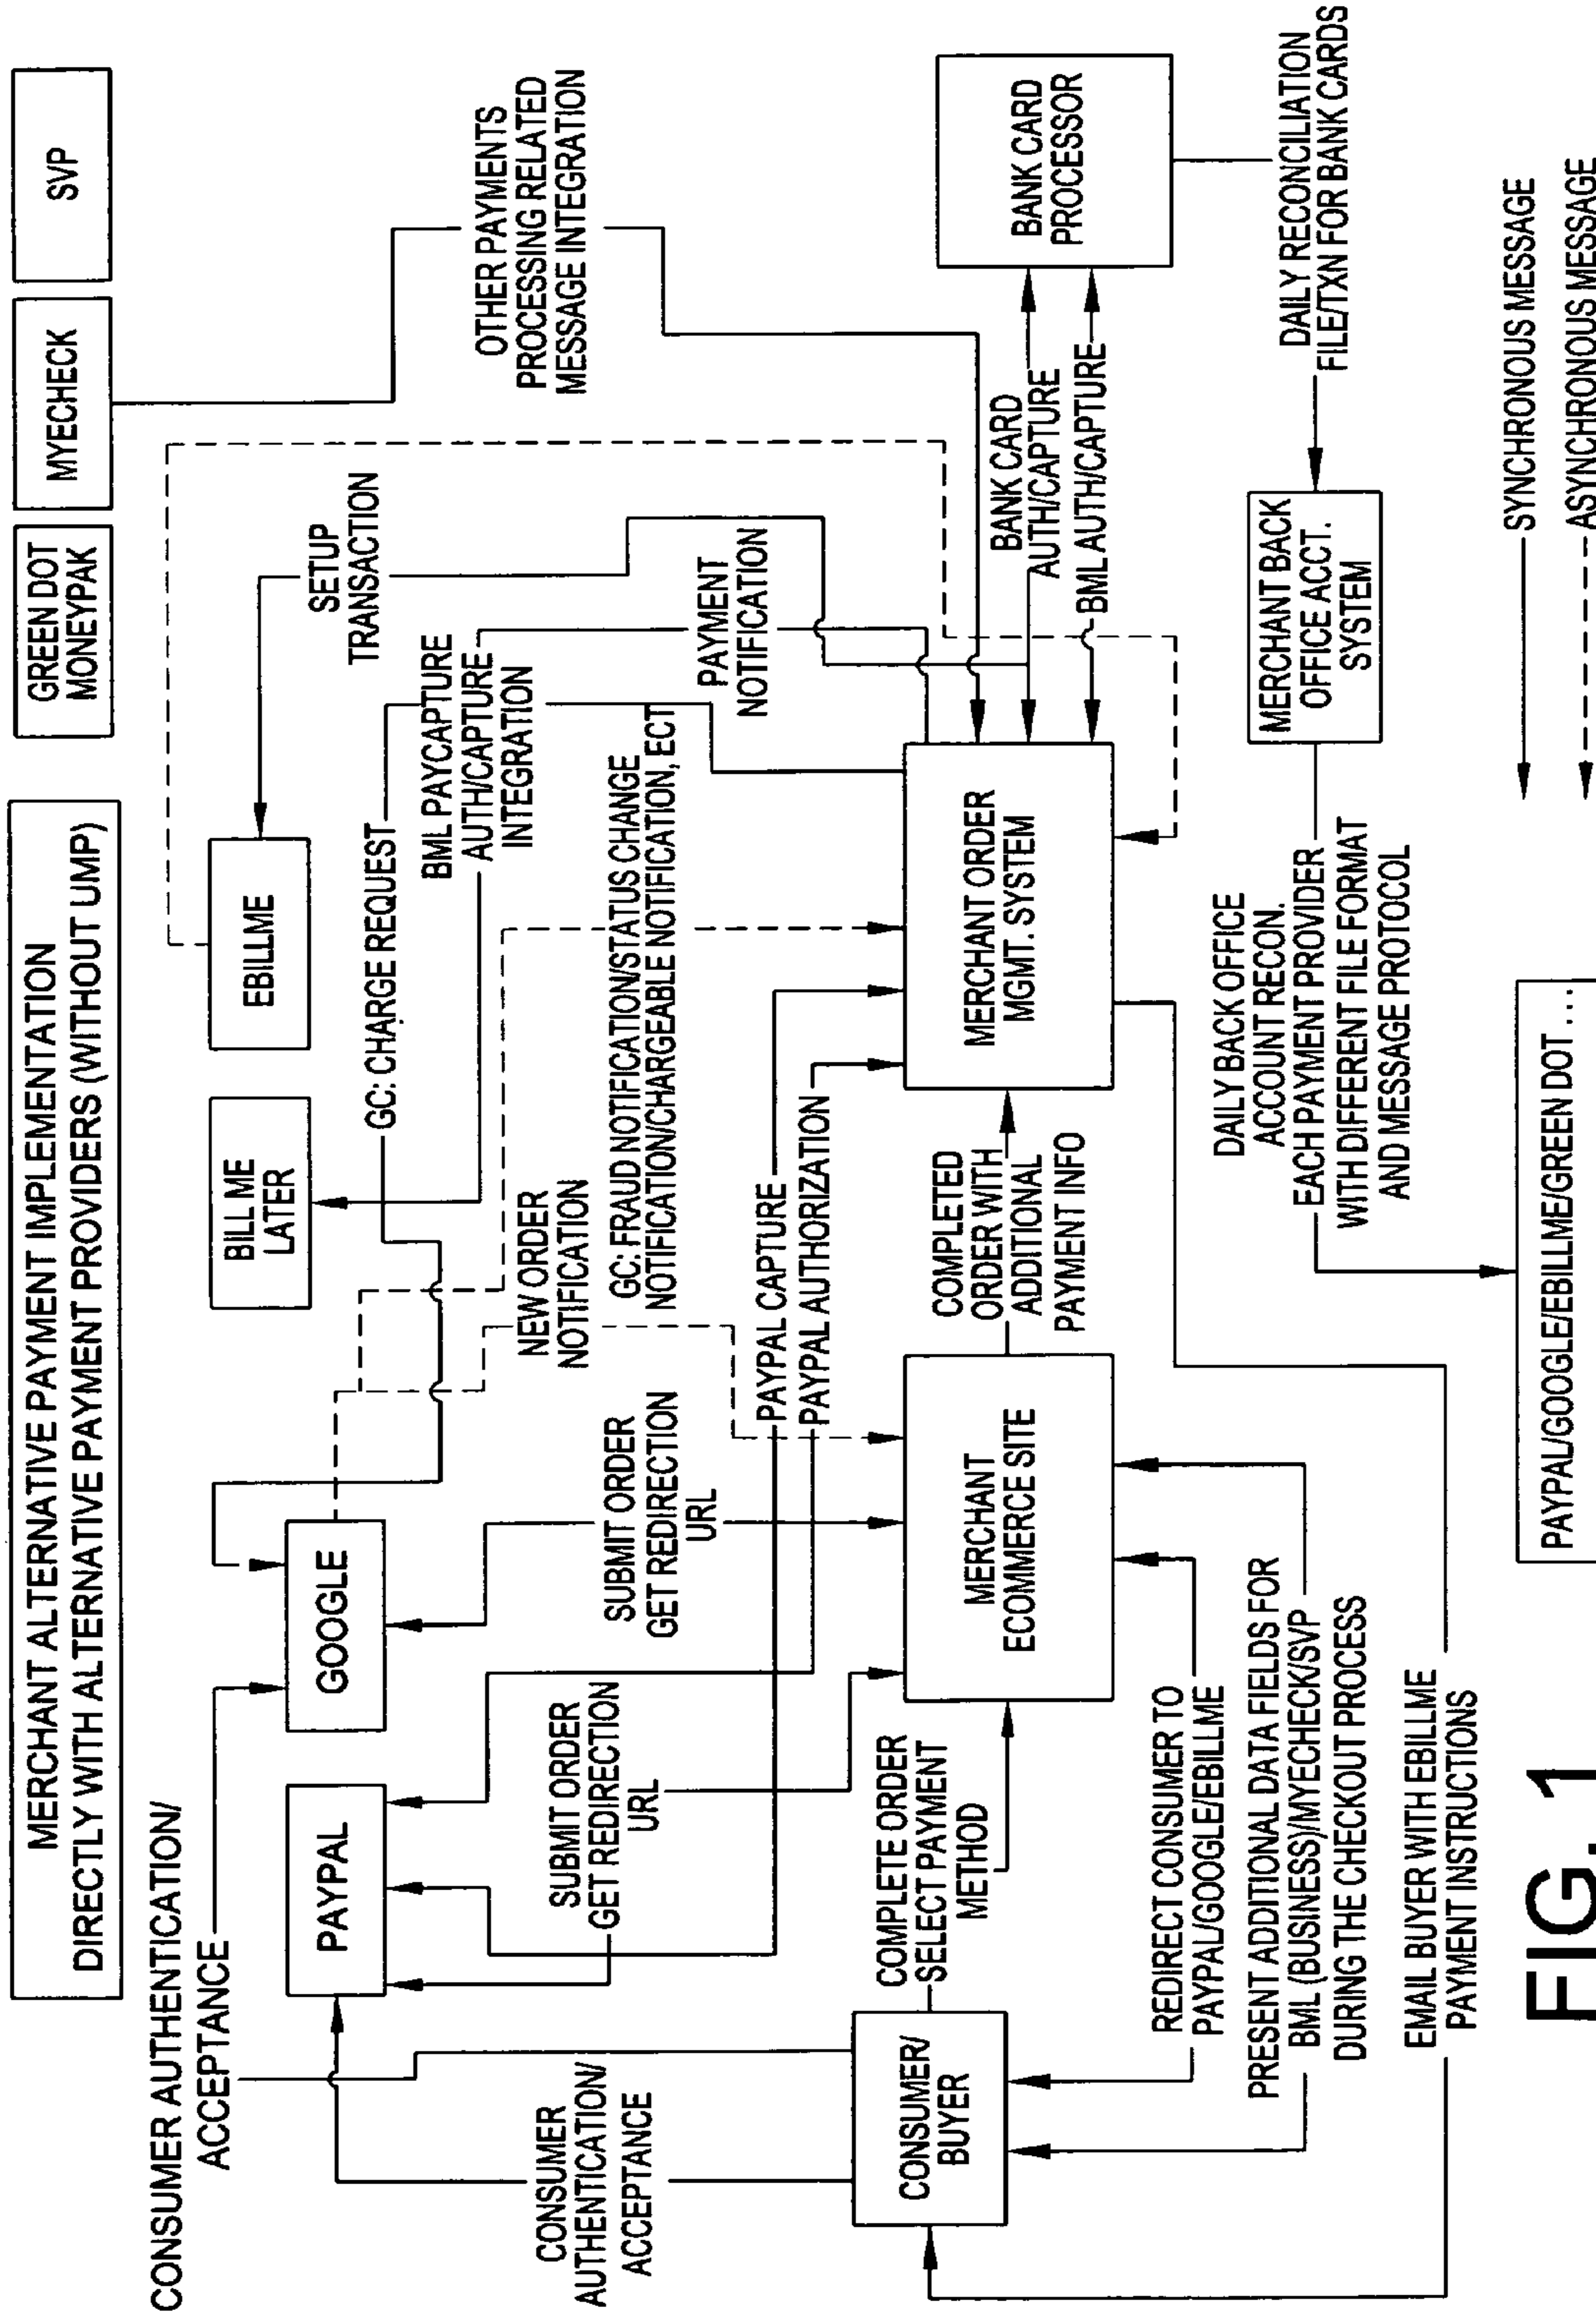 MERCHANT ALTERNATIVE PAYMENT IMPLEMENTATION
DIRECTLY WITH ALTERNATIVE PAYMENT PROVIDERS (WITHOUT UMP)
GREEN DOT
MONEYPAK
MYECHECK
SVP
CONSUMER AUTHENTICATION/
ACCEPTANCE
PAYPAL
GOOGLE
BILL ME
LATER
EBILLME
SETUP
TRANSACTION
OTHER PAYMENTS
PROCESSING RELATED
MESSAGE INTEGRATION
GC: CHARGE REQUEST
BML PAYCAPTURE
AUTH/CAPTURE
INTEGRATION
NEW ORDER
NOTIFICATION
GC: FRAUD NOTIFICATION/STATUS CHANGE
NOTIFICATION/CHARGEABLE NOTIFICATION, ECT
PAYMENT
NOTIFICATION
CONSUMER
AUTHENTICATION/
ACCEPTANCE
SUBMIT ORDER
GET REDIRECTION
URL
SUBMIT ORDER
GET REDIRECTION
URL
PAYPAL CAPTURE
PAYPAL AUTHORIZATION
CONSUMER/
BUYER
COMPLETE ORDER
SELECT PAYMENT
METHOD
MERCHANT
ECOMMERCE SITE
COMPLETED
ORDER WITH
ADDITIONAL
PAYMENT INFO
MERCHANT ORDER
MGMT. SYSTEM
BANK CARD
AUTH/CAPTURE
BML AUTH/CAPTURE
BANK CARD
PROCESSOR
REDIRECT CONSUMER TO
PAYPAL/GOOGLE/EBILLME
PRESENT ADDITIONAL DATA FIELDS FOR
BML (BUSINESS)/MYECHECK/SVP
DURING THE CHECKOUT PROCESS
EMAIL BUYER WITH EBILLME
PAYMENT INSTRUCTIONS
DAILY BACK OFFICE
ACCOUNT RECON.
EACH PAYMENT PROVIDER
WITH DIFFERENT FILE FORMAT
AND MESSAGE PROTOCOL
MERCHANT BACK
OFFICE ACCT.
SYSTEM
DAILY RECONCILIATION
FILE/TXN FOR BANK CARDS
PAYPAL/GOOGLE/EBILLME/GREEN DOT...
SYNCHRONOUS MESSAGE
ASYNCHRONOUS MESSAGE
FIG. 1